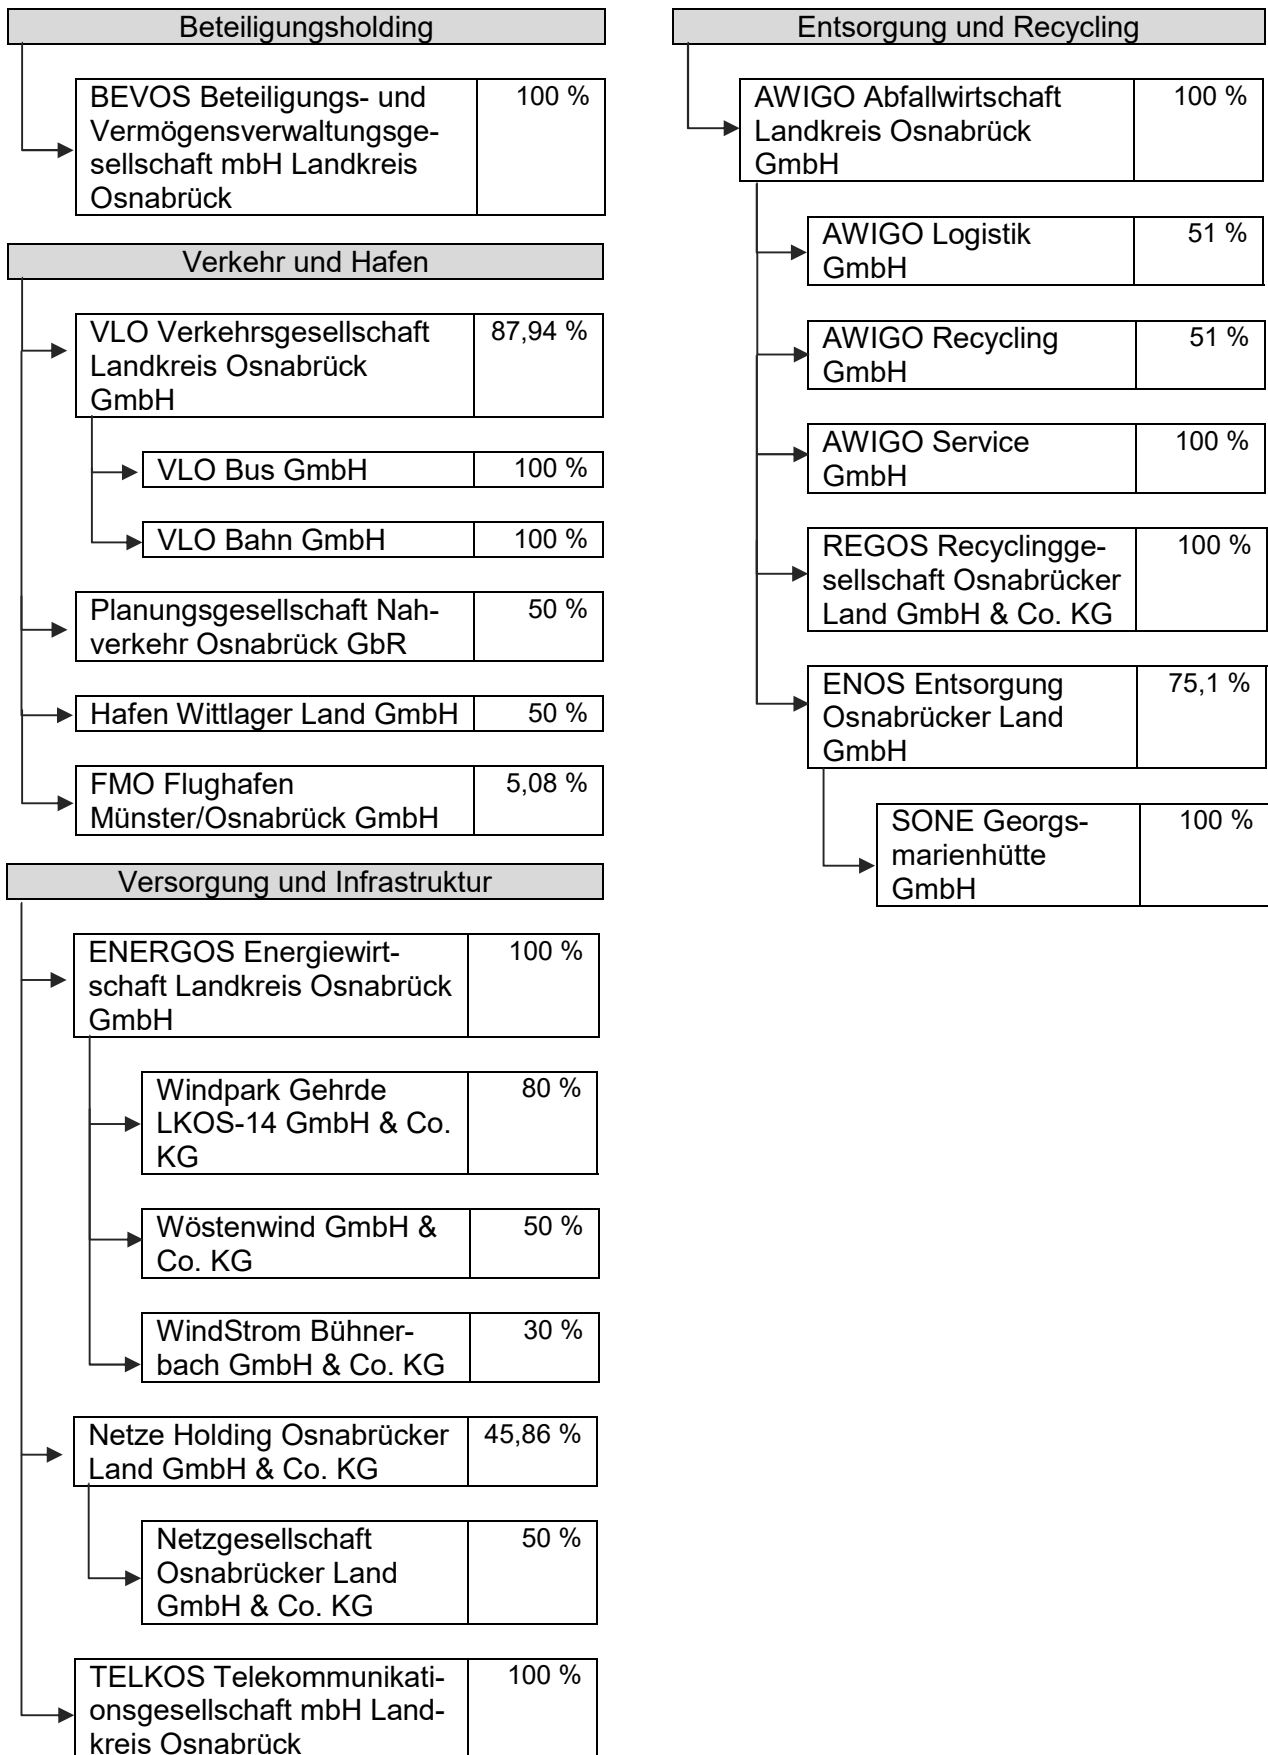 Beteiligungsholding
BEVOS Beteiligungs- und
Vermögensverwaltungsge-
sellschaft mbH Landkreis
Osnabrück
100 %
Verkehr und Hafen
VLO Verkehrsgesellschaft
Landkreis Osnabrück
GmbH
87,94 %
VLO Bus GmbH
100 %
VLO Bahn GmbH
100 %
Planungsgesellschaft Nah-
verkehr Osnabrück GbR
50 %
Hafen Wittlager Land GmbH
50 %
FMO Flughafen
Münster/Osnabrück GmbH
5,08 %
Versorgung und Infrastruktur
ENERGOS Energiewirt-
schaft Landkreis Osnabrück
GmbH
100 %
Windpark Gehrde
LKOS-14 GmbH & Co.
KG
80 %
Wöstenwind GmbH &
Co. KG
50 %
WindStrom Bühner-
bach GmbH & Co. KG
30 %
Netze Holding Osnabrücker
Land GmbH & Co. KG
45,86 %
Netzgesellschaft
Osnabrücker Land
GmbH & Co. KG
50 %
TELKOS Telekommunikati-
onsgesellschaft mbH Land-
kreis Osnabrück
100 %
Entsorgung und Recycling
AWIGO Abfallwirtschaft
Landkreis Osnabrück
GmbH
100 %
AWIGO Logistik
GmbH
51 %
AWIGO Recycling
GmbH
51 %
AWIGO Service
GmbH
100 %
REGOS Recyclingge-
sellschaft Osnabrücker
Land GmbH & Co. KG
100 %
ENOS Entsorgung
Osnabrücker Land
GmbH
75,1 %
SONE Georgs-
marienhütte
GmbH
100 %